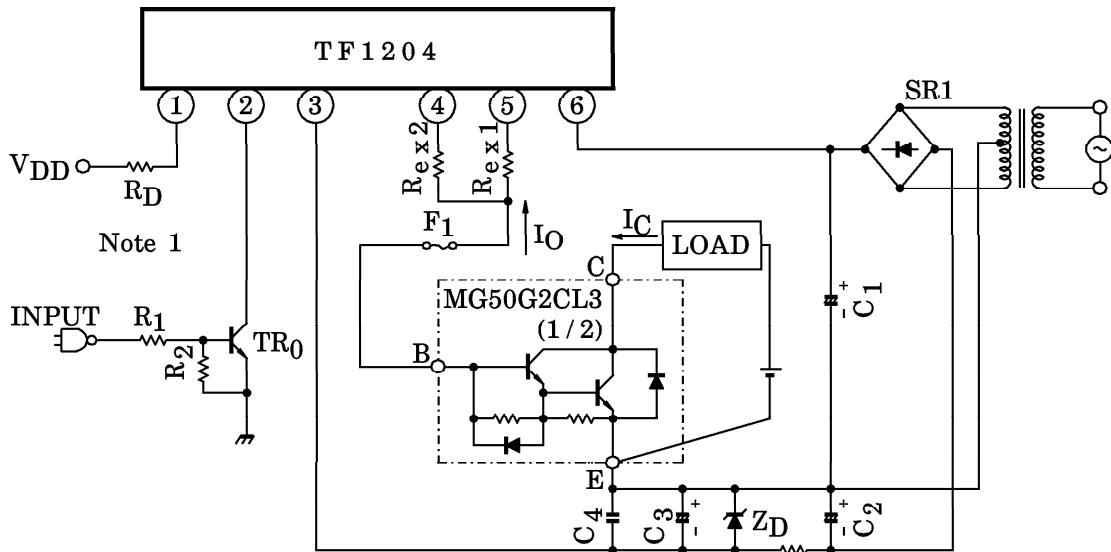 TF1204
1 2 3 4 5 6
SR1
VDD
RD
Rex2
Rex1
F1
IO
IC
LOAD
Note 1
C
MG50G2CL3
(1/2)
+
-
C1
INPUT
R1
R2
TR0
B
E
C4
C3
+
-
ZD
+
-
C2